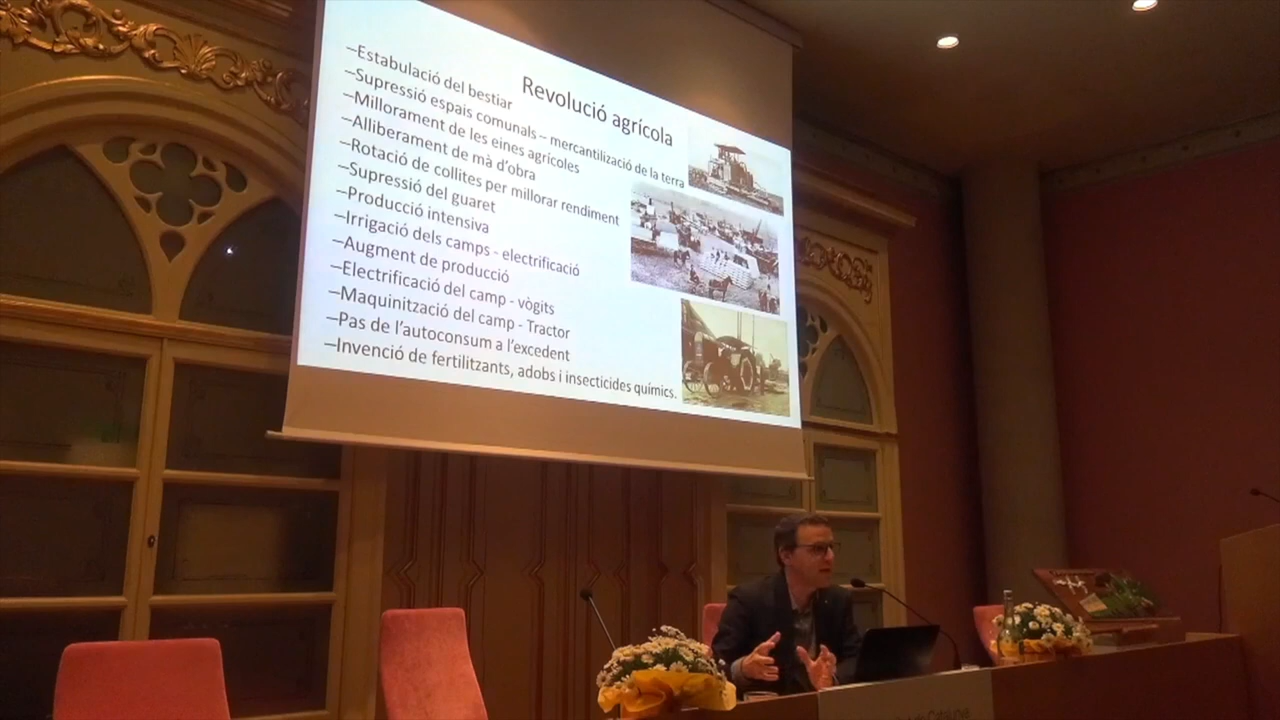 Revolució agrícola
–Estabulació del bestiar
–Supressió espais comunals – mercantilizació de la terra
–Millorament de les eines agrícoles
–Alliberament de mà d'obra
–Rotació de collites per millorar rendiment
–Supressió del guaret
–Producció intensiva
–Irrigació dels camps - electrificació
–Augment de producció
–Electrificació del camp - vògits
–Maquinització del camp - Tractor
–Pas de l'autoconsum a l'excedent
–Invenció de fertilitzants, adobs i insecticides químics.